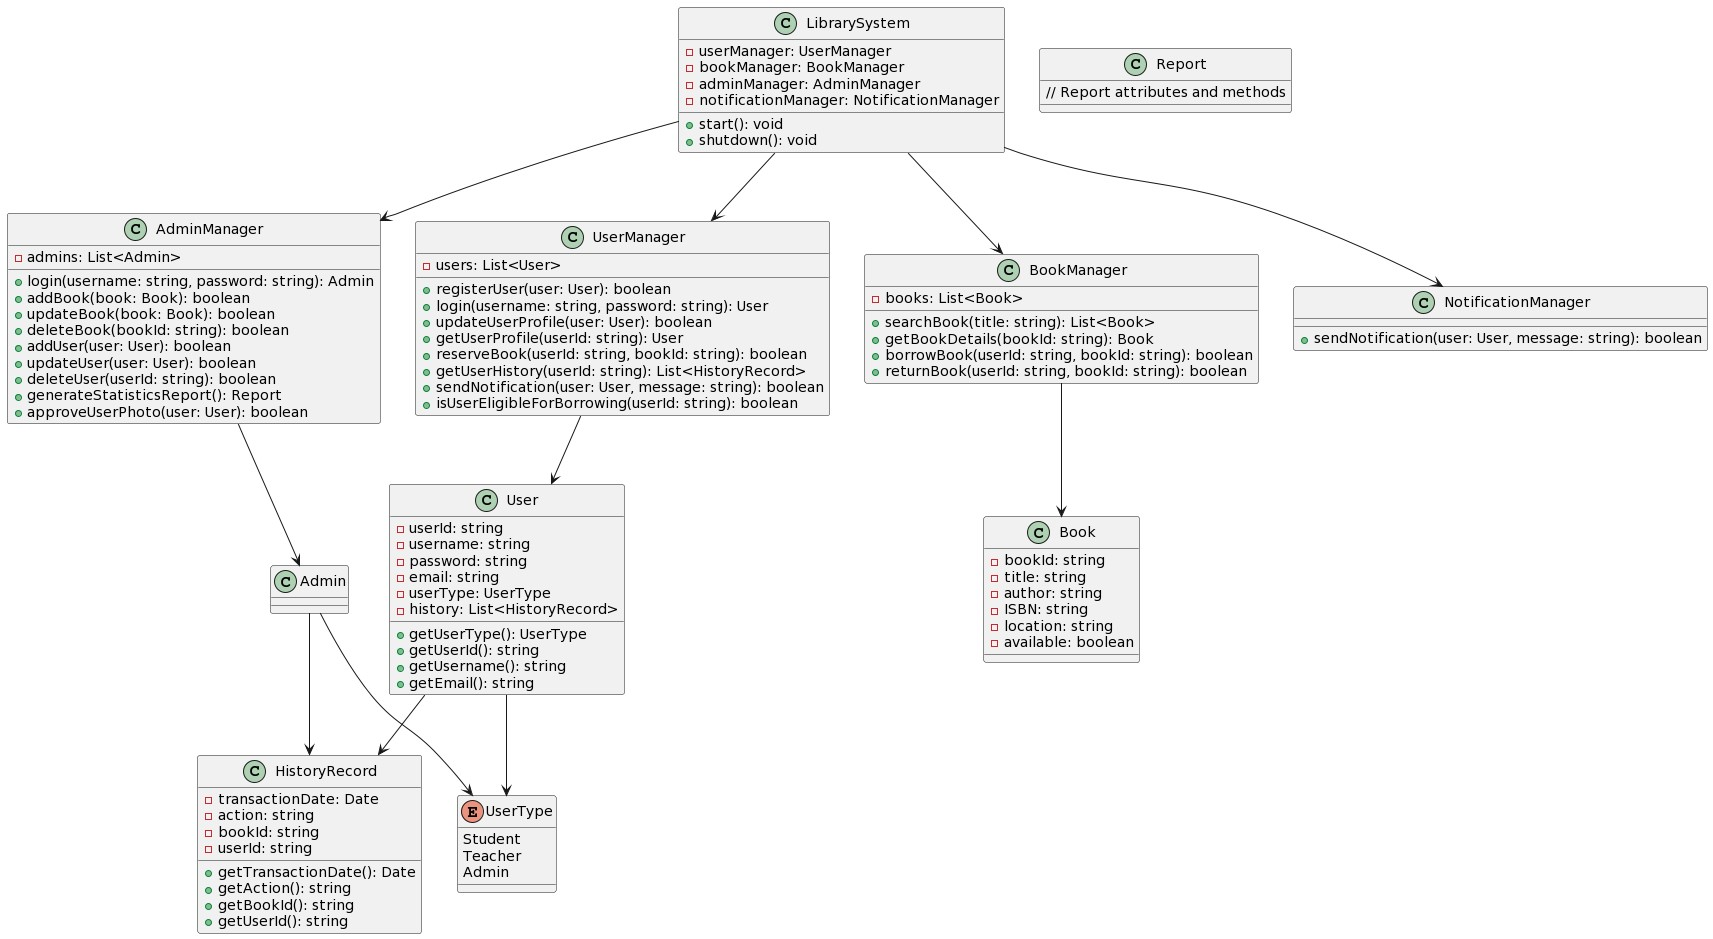 C LibrarySystem
userManager: UserManager
bookManager: BookManager
adminManager: AdminManager
notificationManager: NotificationManager
start(): void
shutdown(): void
C Report
// Report attributes and methods
C AdminManager
admins: List<Admin>
login(username: string, password: string): Admin
addBook(book: Book): boolean
updateBook(book: Book): boolean
deleteBook(bookId: string): boolean
addUser(user: User): boolean
updateUser(user: User): boolean
deleteUser(userId: string): boolean
generateStatisticsReport(): Report
approveUserPhoto(user: User): boolean
C UserManager
users: List<User>
registerUser(user: User): boolean
login(username: string, password: string): User
updateUserProfile(user: User): boolean
getUserProfile(userId: string): User
reserveBook(userId: string, bookId: string): boolean
getUserHistory(userId: string): List<HistoryRecord>
sendNotification(user: User, message: string): boolean
isUserEligibleForBorrowing(userId: string): boolean
C BookManager
books: List<Book>
searchBook(title: string): List<Book>
getBookDetails(bookId: string): Book
borrowBook(userId: string, bookId: string): boolean
returnBook(userId: string, bookId: string): boolean
C NotificationManager
sendNotification(user: User, message: string): boolean
C Admin
C User
userId: string
username: string
password: string
email: string
userType: UserType
history: List<HistoryRecord>
getUserType(): UserType
getUserId(): string
getUsername(): string
getEmail(): string
C Book
bookId: string
title: string
author: string
ISBN: string
location: string
available: boolean
C HistoryRecord
transactionDate: Date
action: string
bookId: string
userId: string
getTransactionDate(): Date
getAction(): string
getBookId(): string
getUserId(): string
E UserType
Student
Teacher
Admin